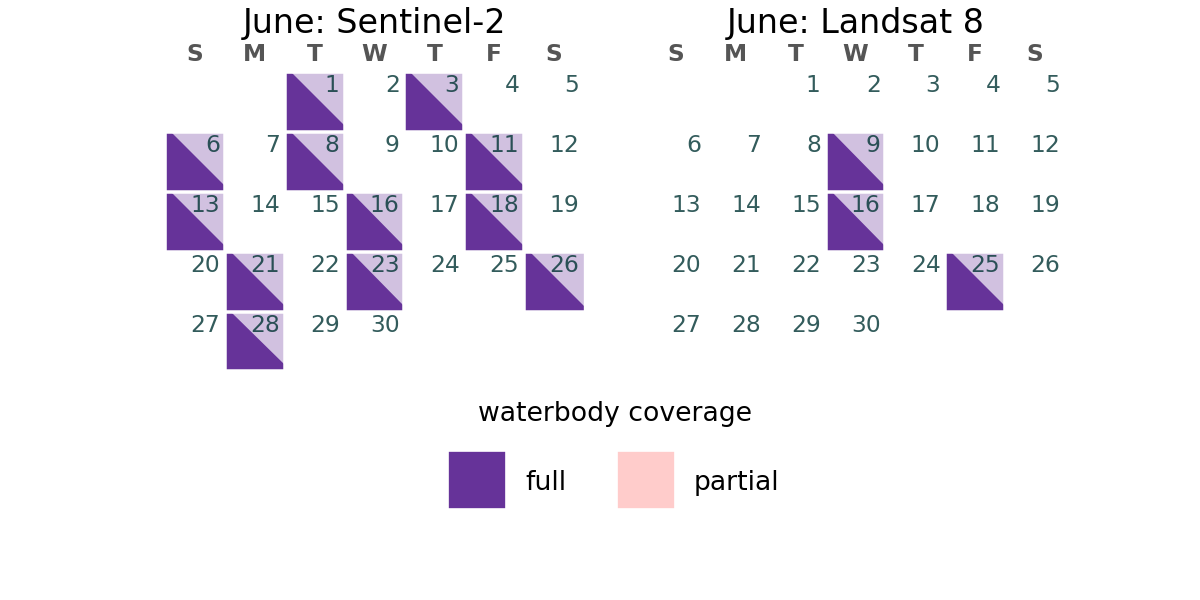 June: Sentinel-2
S M T W T F S
1 2 3 4 5
6 7 8 9 10 11 12
13 14 15 16 17 18 19
20 21 22 23 24 25 26
27 28 29 30
June: Landsat 8
S M T W T F S
1 2 3 4 5
6 7 8 9 10 11 12
13 14 15 16 17 18 19
20 21 22 23 24 25 26
27 28 29 30
waterbody coverage
full partial